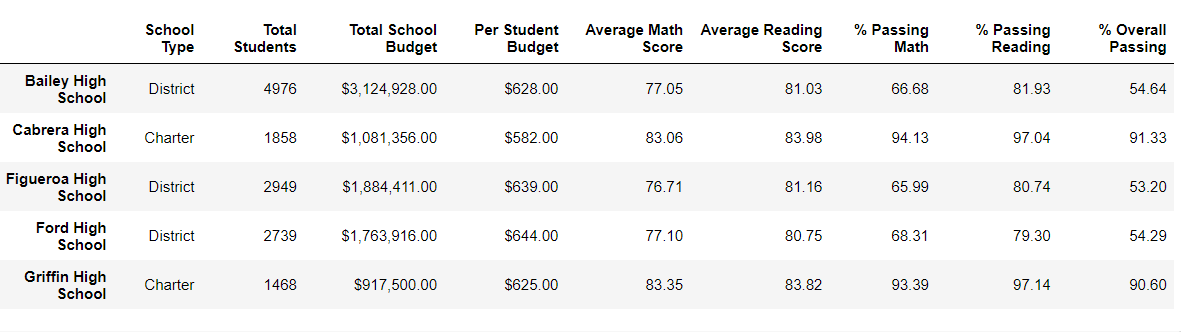 School Type Total Students Total School Budget Per Student Budget Average Math Score Average Reading Score % Passing Math % Passing Reading % Overall Passing
Bailey High School District 4976 $3,124,928.00 $628.00 77.05 81.03 66.68 81.93 54.64
Cabrera High School Charter 1858 $1,081,356.00 $582.00 83.06 83.98 94.13 97.04 91.33
Figueroa High School District 2949 $1,884,411.00 $639.00 76.71 81.16 65.99 80.74 53.20
Ford High School District 2739 $1,763,916.00 $644.00 77.10 80.75 68.31 79.30 54.29
Griffin High School Charter 1468 $917,500.00 $625.00 83.35 83.82 93.39 97.14 90.60